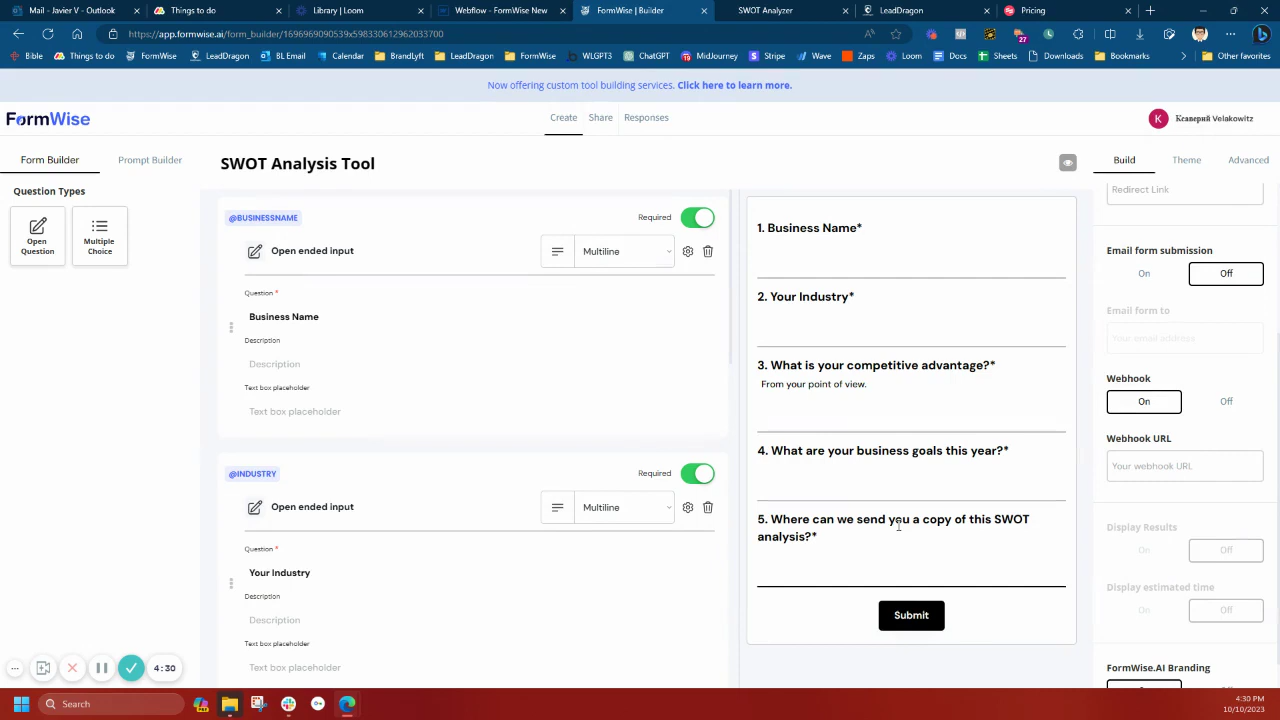 Mail - Javier V - Outlook
Things to do
Library | Loom
Webflow - FormWise New
FormWise | Builder
SWOT Analyzer
LeadDragon
Pricing
https://app.formwise.ai/form_builder/1696969090539x598330612962033700
27
Bible
Things to do
FormWise
LeadDragon
BL Email
Calendar
BrandLyft
LeadDragon
FormWise
WLGPT3
ChatGPT
MidJourney
Stripe
Wave
Zaps
Docs
Sheets
Downloads
Bookmarks
Other favorites
Now offering custom tool building services. Click here to learn more.
FormWise
Create
Share
Responses
K
Ксаверий Velakowitz
Form Builder
Prompt Builder
SWOT Analysis Tool
Build
Theme
Advanced
Question Types
Open Question
Multiple Choice
@BUSINESSNAME
Required
Open ended input
Multiline
Question *
Business Name
Description
Description
Text box placeholder
Text box placeholder
@INDUSTRY
Required
Open ended input
Multiline
Question *
Your Industry
Description
Description
Text box placeholder
Text box placeholder
1. Business Name*
2. Your Industry*
3. What is your competitive advantage?*
From your point of view.
4. What are your business goals this year?*
5. Where can we send you a copy of this SWOT
analysis?*
Submit
Redirect Link
Email form submission
On
Off
Email form to
Your email address
Webhook
On
Off
Webhook URL
Your webhook URL
Display Results
On
Off
Display estimated time
On
Off
FormWise.AI Branding
4:30
Search
4:30 PM
10/10/2023